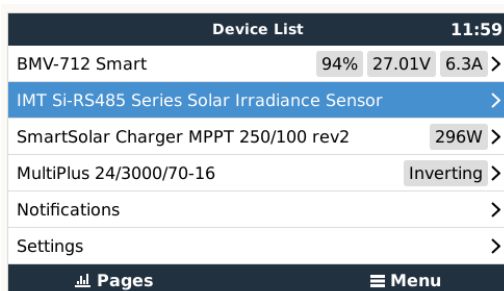 Device List 11:59
BMV-712 Smart 94% 27.01V 6.3A
IMT Si-RS485 Series Solar Irradiance Sensor
SmartSolar Charger MPPT 250/100 rev2 296W
MultiPlus 24/3000/70-16 Inverting
Notifications
Settings
Pages Menu